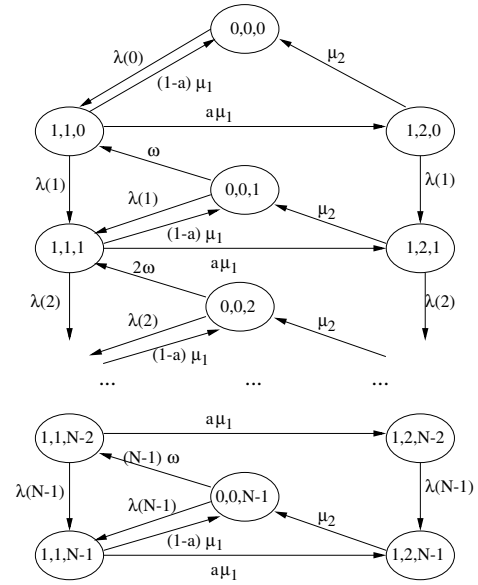 0,0,0
λ(0)
μ2
(1-a) μ1
aμ1
1,1,0
1,2,0
ω
λ(1)
λ(1)
0,0,1
λ(1)
μ2
(1-a) μ1
1,1,1
1,2,1
aμ1
2ω
λ(2)
0,0,2
λ(2)
λ(2)
μ2
(1-a) μ1
... ... ...
aμ1
1,1,N-2
1,2,N-2
(N-1) ω
λ(N-1)
0,0,N-1
λ(N-1)
λ(N-1)
μ2
(1-a) μ1
1,1,N-1
1,2,N-1
aμ1